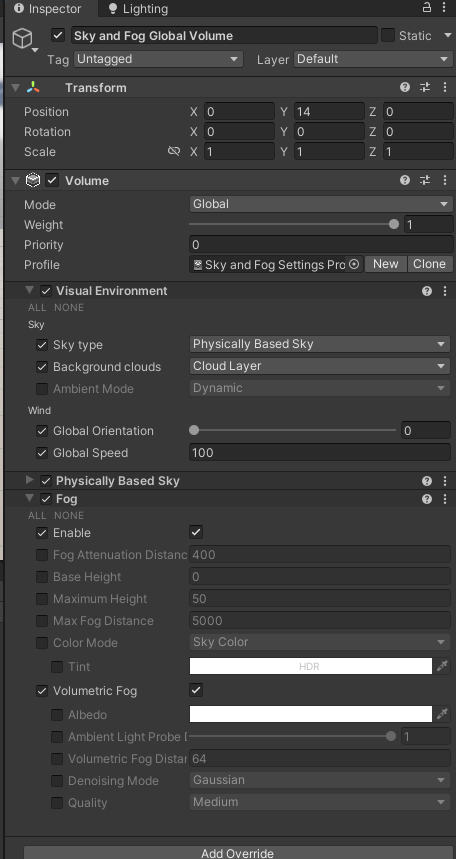 Inspector Lighting
Sky and Fog Global Volume Static
Tag Untagged Layer Default
Transform
Position X 0 Y 14 Z 0
Rotation X 0 Y 0 Z 0
Scale X 1 Y 1 Z 1
Volume
Mode Global
Weight 1
Priority 0
Profile Sky and Fog Settings Pro New Clone
Visual Environment
ALL NONE
Sky
Sky type Physically Based Sky
Background clouds Cloud Layer
Ambient Mode Dynamic
Wind
Global Orientation 0
Global Speed 100
Physically Based Sky
Fog
ALL NONE
Enable
Fog Attenuation Distanc 400
Base Height 0
Maximum Height 50
Max Fog Distance 5000
Color Mode Sky Color
Tint HDR
Volumetric Fog
Albedo
Ambient Light Probe D 1
Volumetric Fog Distar 64
Denoising Mode Gaussian
Quality Medium
Add Override